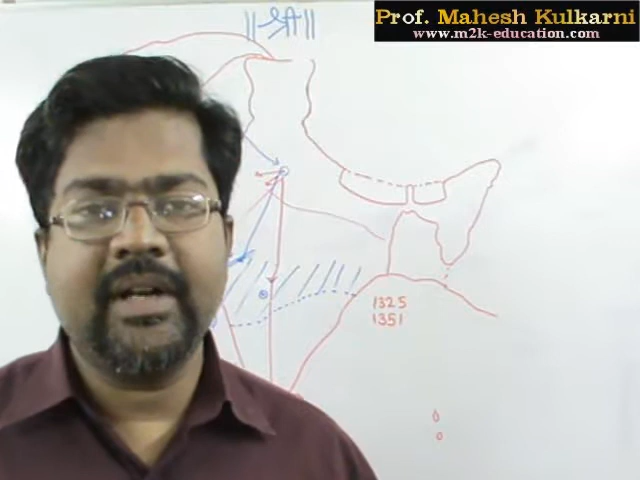 Prof. Mahesh Kulkarni
www.m2k-education.com
॥ श्री ॥
1325
1351